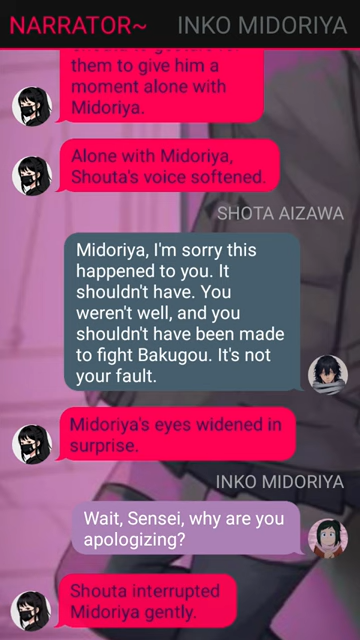 NARRATOR~ INKO MIDORIYA
them to give him a
moment alone with
Midoriya.
Alone with Midoriya,
Shouta's voice softened.
SHOTA AIZAWA
Midoriya, I'm sorry this
happened to you. It
shouldn't have. You
weren't well, and you
shouldn't have been made
to fight Bakugou. It's not
your fault.
Midoriya's eyes widened in
surprise.
INKO MIDORIYA
Wait, Sensei, why are you
apologizing?
Shouta interrupted
Midoriya gently.